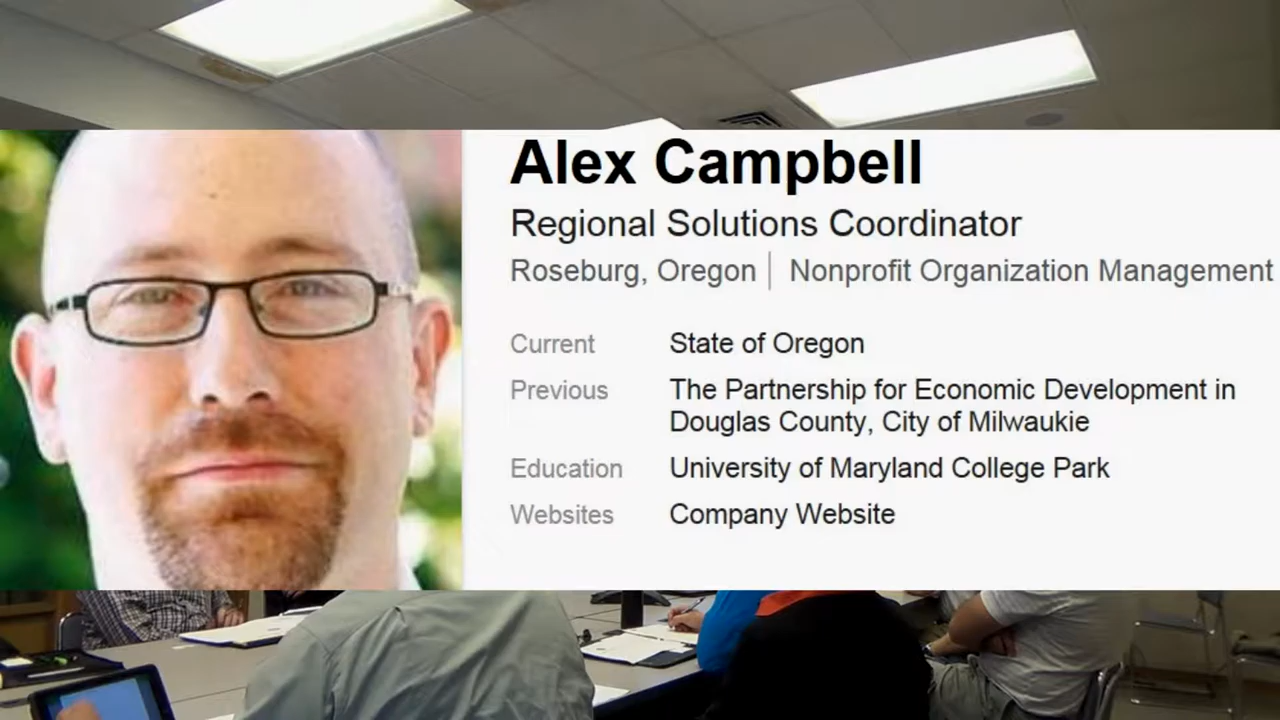 Alex Campbell
Regional Solutions Coordinator
Roseburg, Oregon | Nonprofit Organization Management
Current State of Oregon
Previous The Partnership for Economic Development in
Douglas County, City of Milwaukie
Education University of Maryland College Park
Websites Company Website